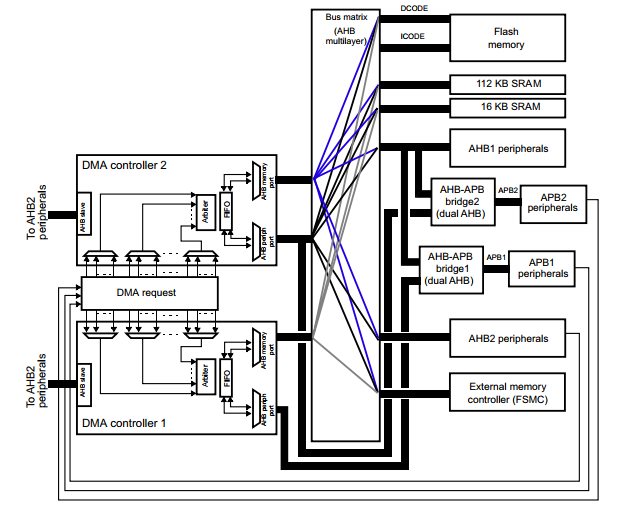 Bus matrix
(AHB
multilayer)
DCODE
ICODE
Flash
memory
112 KB SRAM
16 KB SRAM
AHB1 peripherals
DMA controller 2
To AHB2
peripherals
AHB slave
Arbiter
FIFO
AHB memory
port
AHB periph
port
AHB-APB
bridge2
(dual AHB)
APB2
APB2
peripherals
AHB-APB
bridge1
(dual AHB)
APB1
APB1
peripherals
DMA request
To AHB2
peripherals
AHB slave
Arbiter
FIFO
AHB memory
port
AHB periph
port
DMA controller 1
AHB2 peripherals
External memory
controller (FSMC)